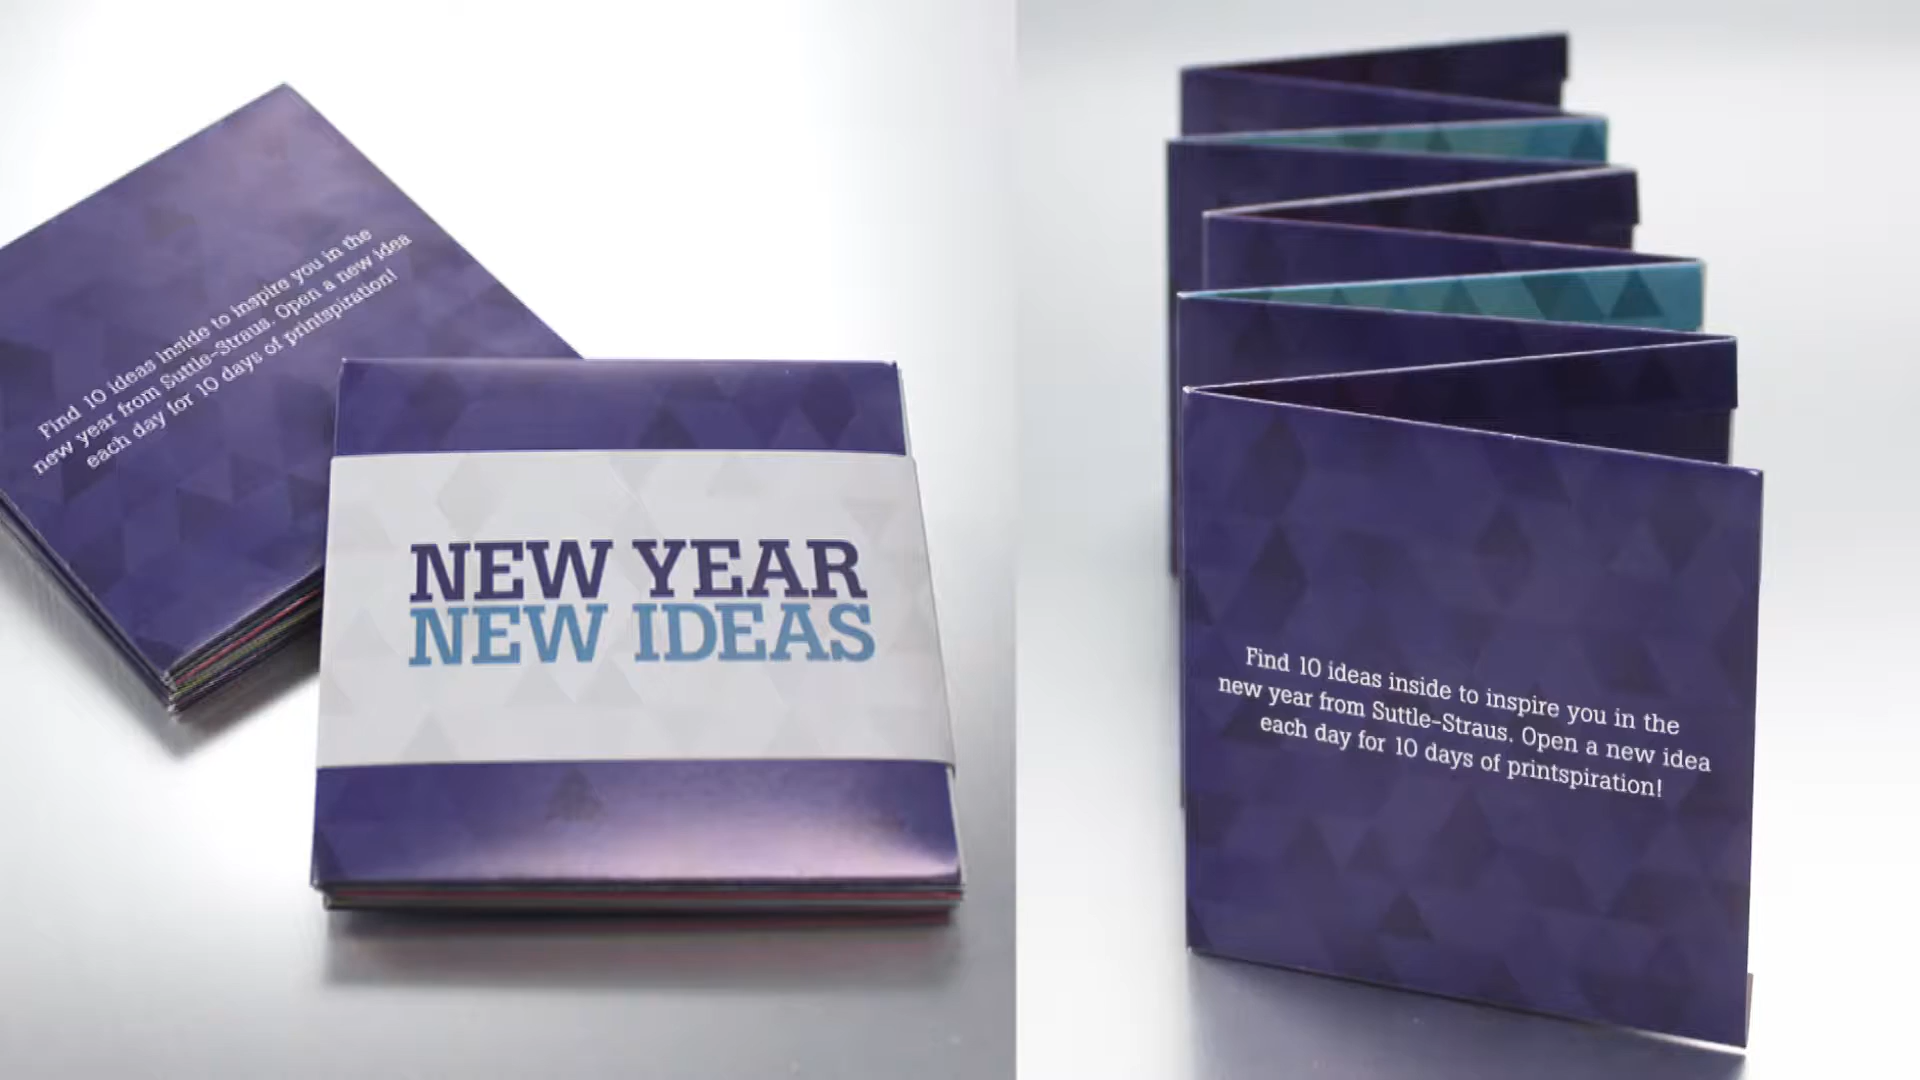 Find 10 ideas inside to inspire you in the
new year from Suttle-Straus. Open a new idea
each day for 10 days of printspiration!
NEW YEAR
NEW IDEAS
Find 10 ideas inside to inspire you in the
new year from Suttle-Straus. Open a new idea
each day for 10 days of printspiration!